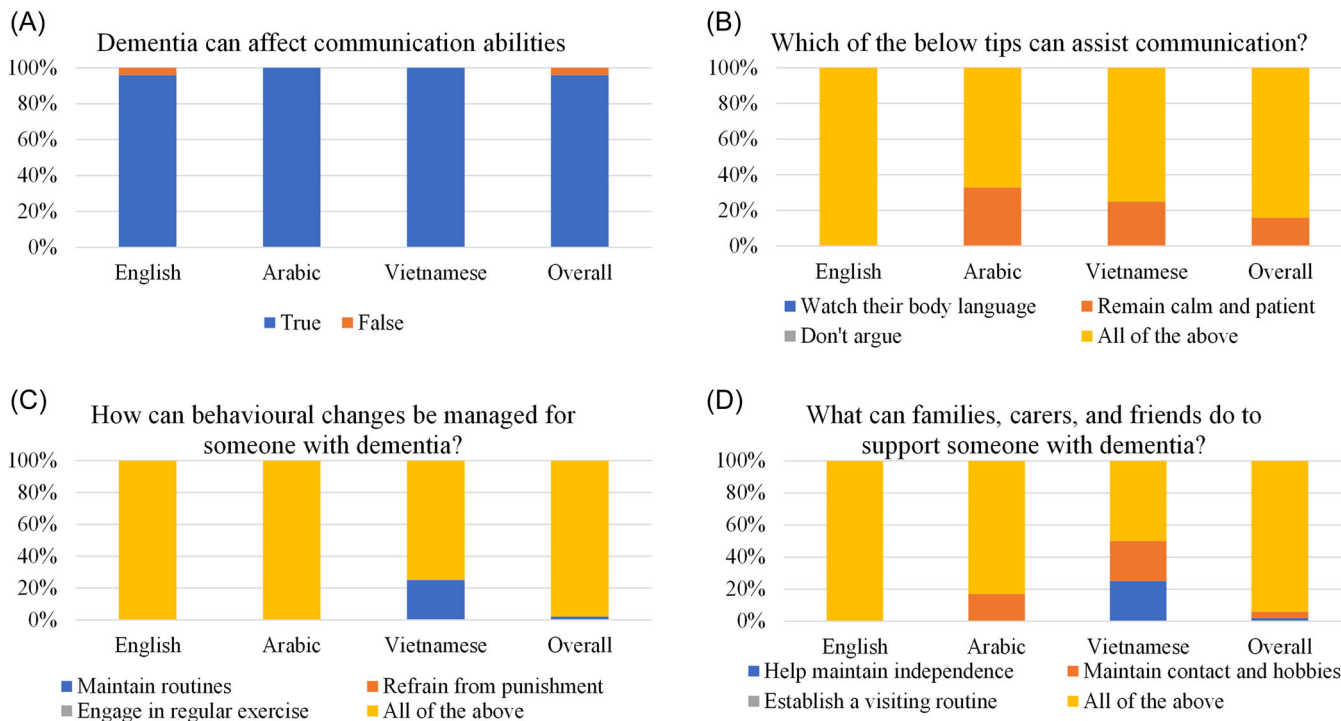 (A)
Dementia can affect communication abilities
100%
80%
60%
40%
20%
0%
English Arabic Vietnamese Overall
True False
(B)
Which of the below tips can assist communication?
100%
80%
60%
40%
20%
0%
English Arabic Vietnamese Overall
Watch their body language Remain calm and patient
Don't argue All of the above
(C)
How can behavioural changes be managed for
someone with dementia?
100%
80%
60%
40%
20%
0%
English Arabic Vietnamese Overall
Maintain routines Refrain from punishment
Engage in regular exercise All of the above
(D)
What can families, carers, and friends do to
support someone with dementia?
100%
80%
60%
40%
20%
0%
English Arabic Vietnamese Overall
Help maintain independence Maintain contact and hobbies
Establish a visiting routine All of the above